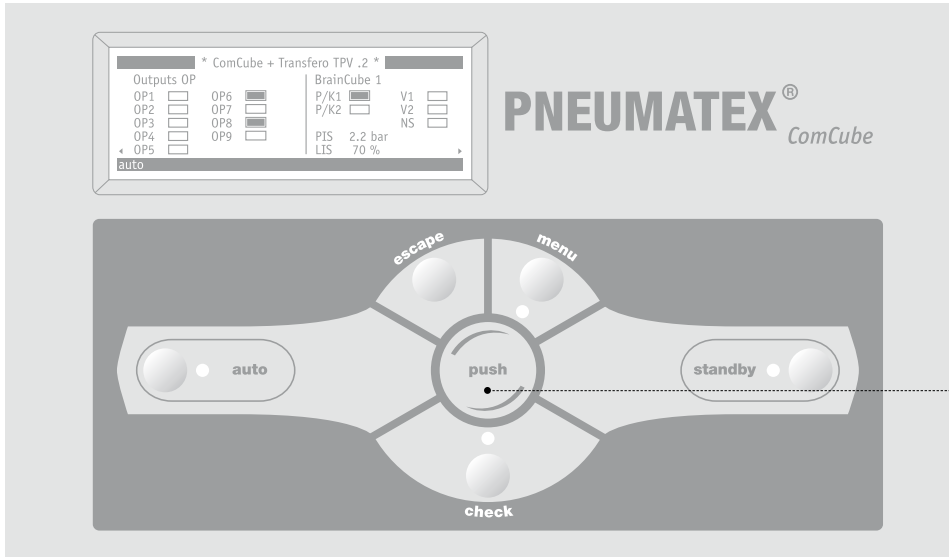 * ComCube + Transfero TPV .2 *
Outputs OP
BrainCube 1
OP1 OP6 P/K1 V1
OP2 OP7 P/K2 V2
OP3 OP8 NS
OP4 OP9 PIS 2.2 bar
OP5 LIS 70 %
auto
PNEUMATEX®
ComCube
escape
menu
auto
push
standby
check